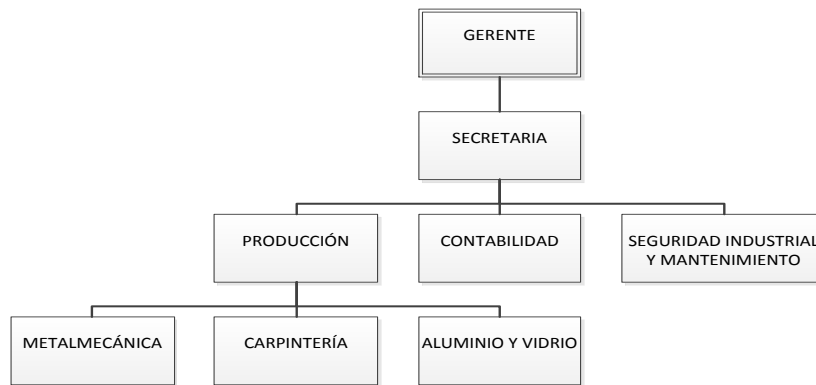 GERENTE
SECRETARIA
PRODUCCIÓN
CONTABILIDAD
SEGURIDAD INDUSTRIAL
Y MANTENIMIENTO
METALMECÁNICA
CARPINTERÍA
ALUMINIO Y VIDRIO